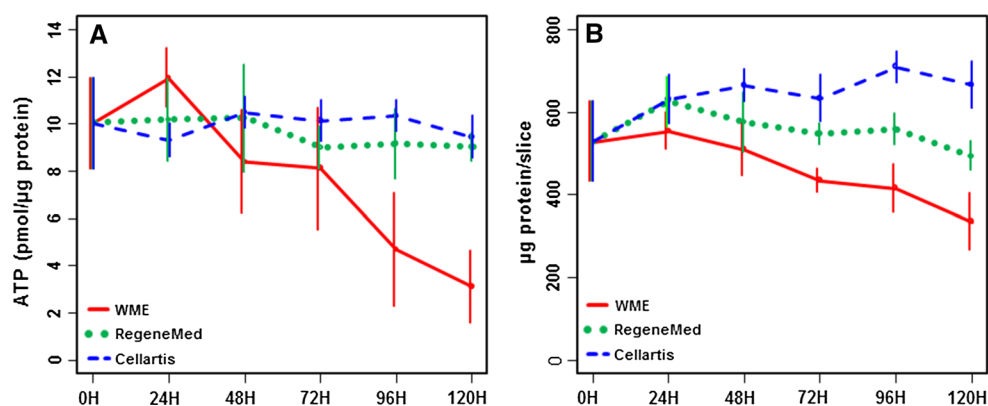 A
ATP (pmol/µg protein)
14
12
10
8
6
4
2
0
WME
RegeneMed
Cellartis
0H 24H 48H 72H 96H 120H
B
µg protein/slice
800
600
400
200
0
WME
RegeneMed
Cellartis
0H 24H 48H 72H 96H 120H